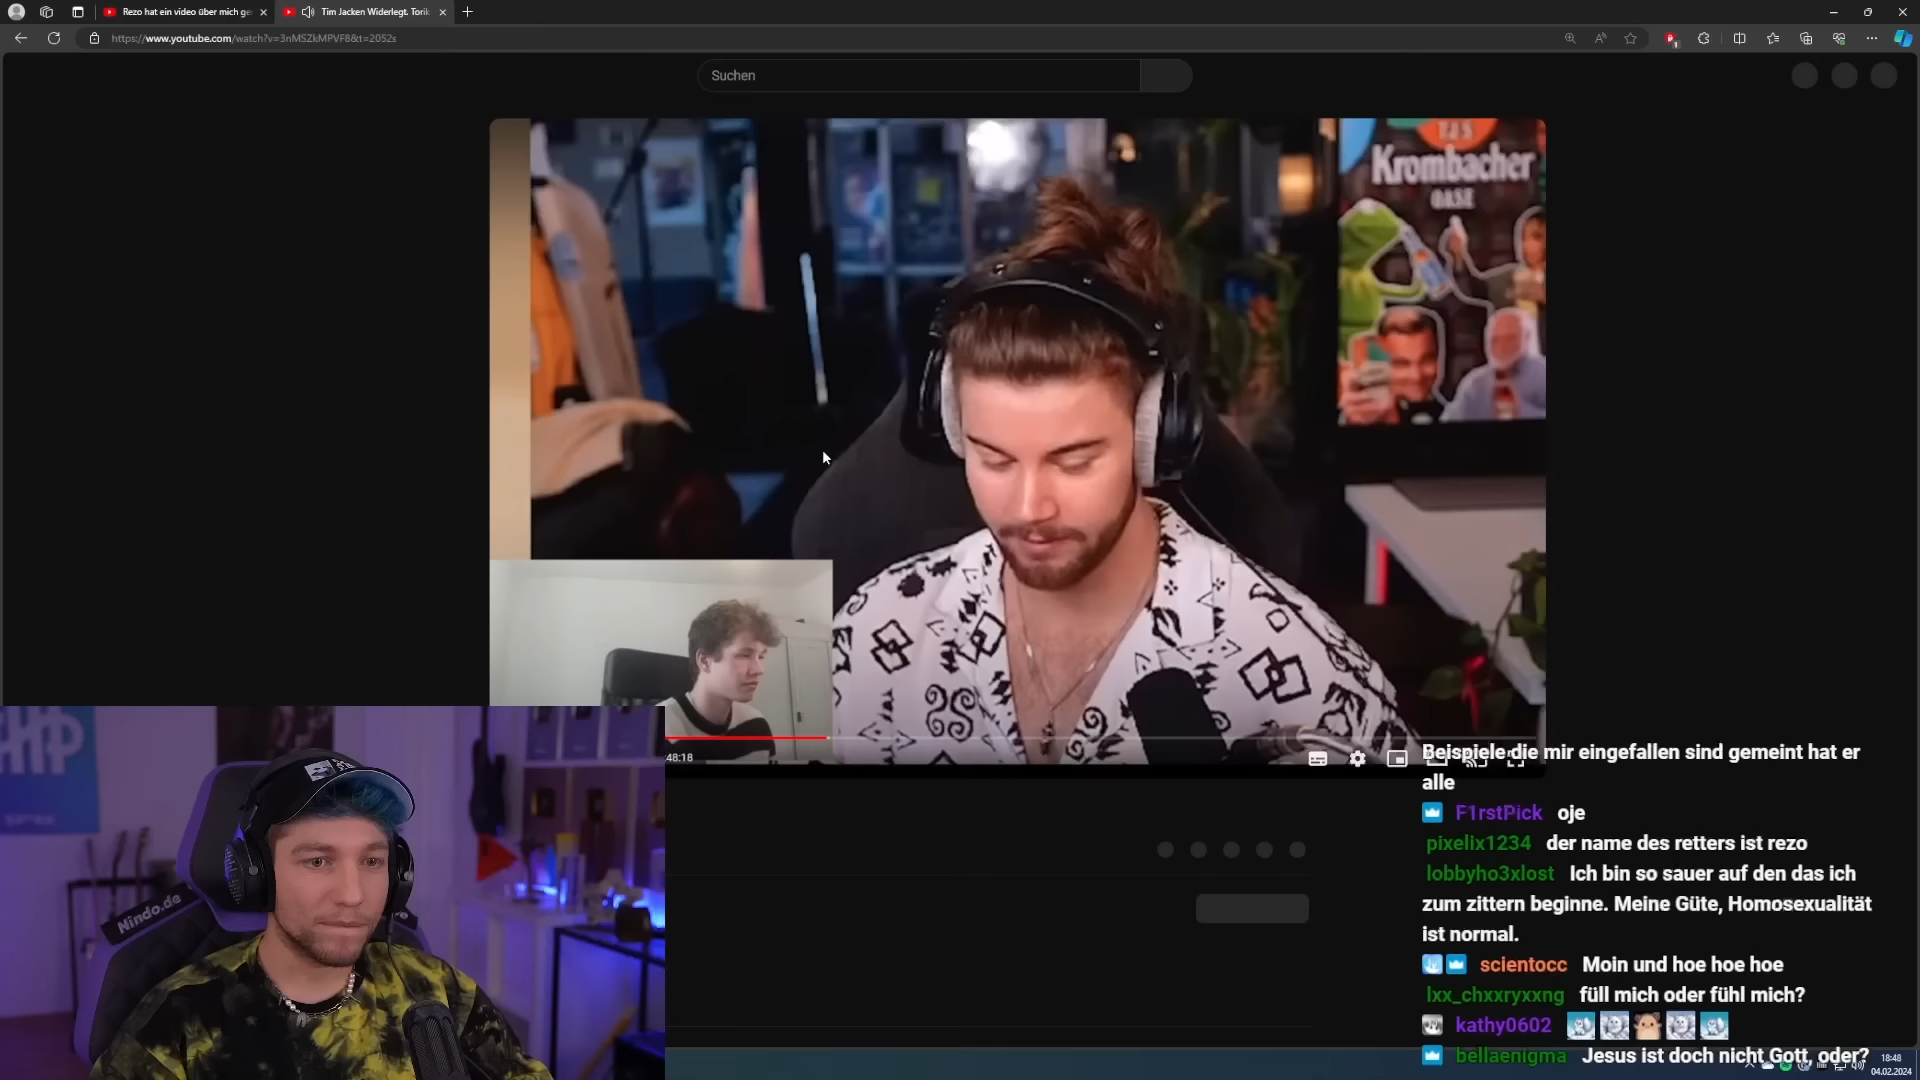 Rezo hat ein video über mich ge
Tim Jacken Widerlegt. Torik
https://www.youtube.com/watch?v=3nMSZkMPVF8&t=2052s
Suchen
T.J.S
Krombacher
OASE
48:18
Nindo.de
Beispiele die mir eingefallen sind gemeint hat er
alle
F1rstPick oje
pixelix1234 der name des retters ist rezo
lobbyho3xlost Ich bin so sauer auf den das ich
zum zittern beginne. Meine Güte, Homosexualität
ist normal.
scientocc Moin und hoe hoe hoe
lxx_chxxryxxng füll mich oder fühl mich?
kathy0602
bellaenigma Jesus ist doch nicht Gott, oder?
18:48
04.02.2024